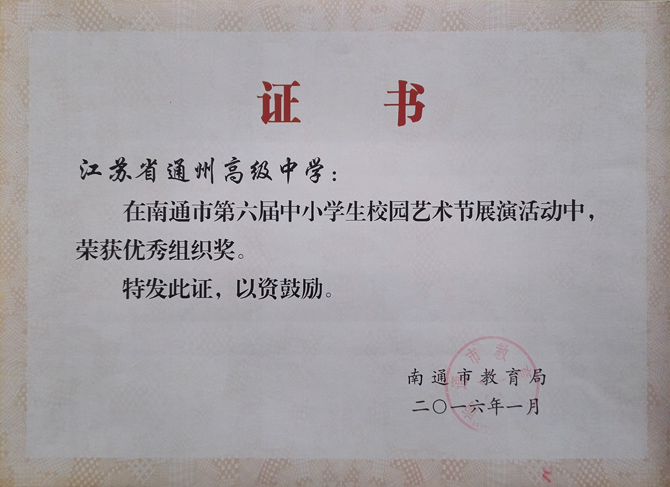 证 书
江苏省通州高级中学：
在南通市第六届中小学生校园艺术节展演活动中，
荣获优秀组织奖。
特发此证，以资鼓励。
南通市教育局
二〇一六年一月